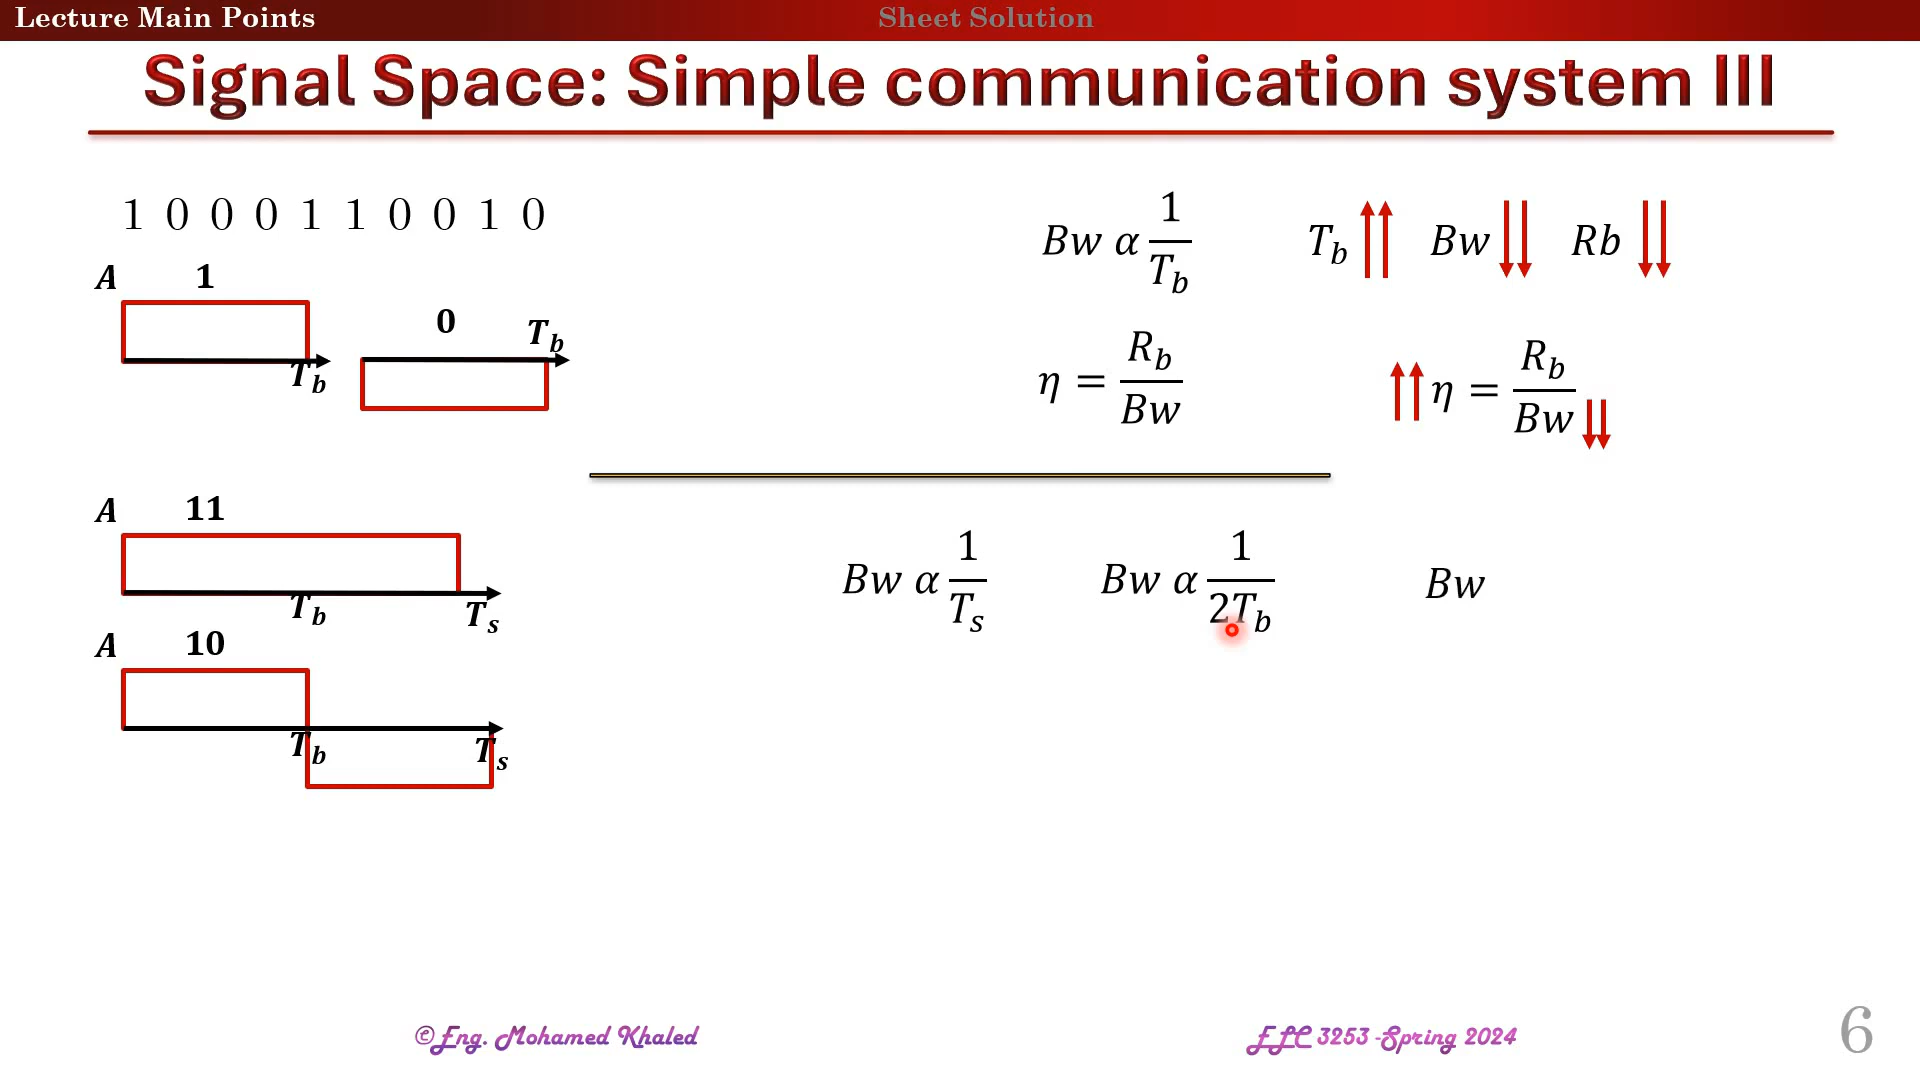 Lecture Main Points
Sheet Solution
Signal Space: Simple communication system III
1 0 0 0 1 1 0 0 1 0
A 1
T_b
0 T_b
Bw α 1/T_b
T_b Bw Rb
η = R_b/Bw
η = R_b/Bw
A 11
T_b T_s
A 10
T_b T_s
Bw α 1/T_s
Bw α 1/2T_b
Bw
©Eng. Mohamed Khaled
ELC 3253 -Spring 2024
6